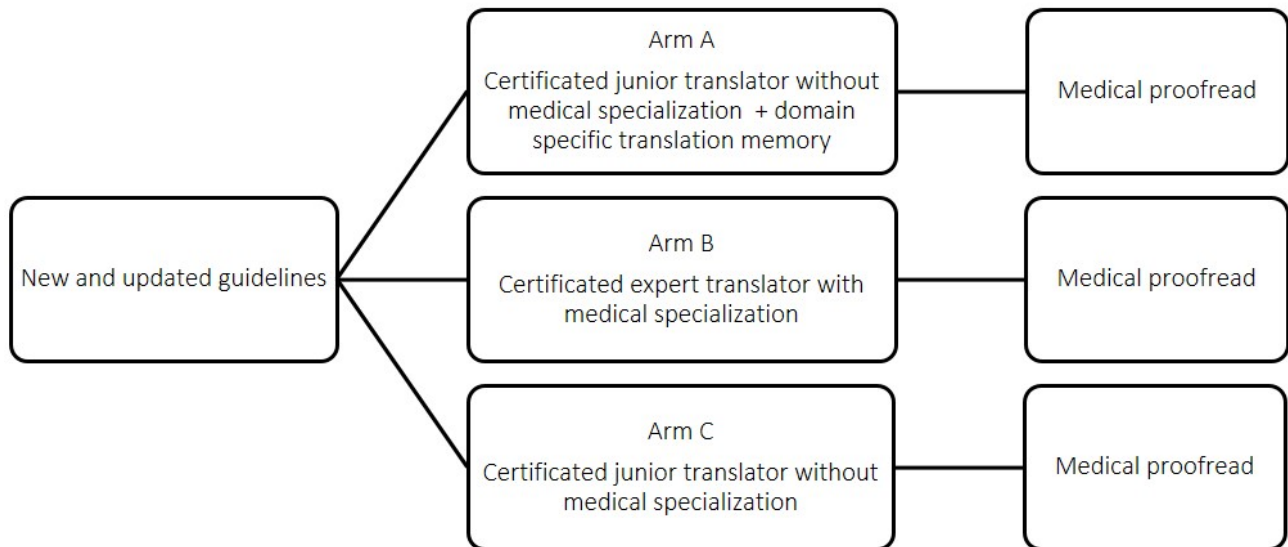 New and updated guidelines
Arm A
Certificated junior translator without
medical specialization + domain
specific translation memory
Medical proofread
Arm B
Certificated expert translator with
medical specialization
Medical proofread
Arm C
Certificated junior translator without
medical specialization
Medical proofread